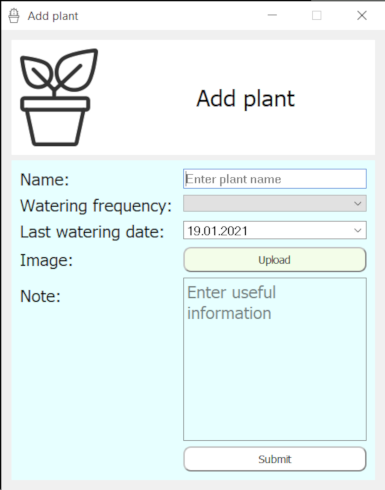 Add plant
Add plant
Name:
Enter plant name
Watering frequency:
Last watering date:
19.01.2021
Image:
Upload
Note:
Enter useful
information
Submit